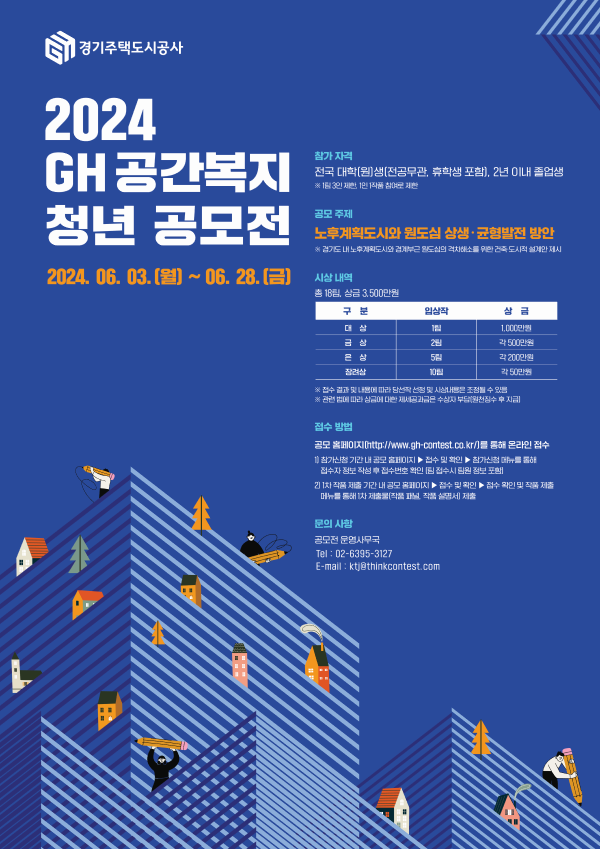 경기주택도시공사
2024
GH 공간복지
청년 공모전
2024. 06. 03.(월) ~ 06. 28.(금)
참가 자격
전국 대학(원)생(전공무관, 휴학생 포함), 2년 이내 졸업생
※ 1팀 3인 제한, 1인 1작품 참여로 제한
공모 주제
노후계획도시와 원도심 상생·균형발전 방안
※ 경기도 내 노후계획도시와 경계부근 원도심의 격차해소를 위한 건축·도시적 설계안 제시
시상 내역
총 18팀, 상금 3,500만원
구 분 입상작 상 금
대 상 1팀 1,000만원
금 상 2팀 각 500만원
은 상 5팀 각 200만원
장려상 10팀 각 50만원
※ 접수 결과 및 내용에 따라 당선작 선정 및 시상내용은 조정될 수 있음
※ 관련 법에 따라 상금에 대한 제세공과금은 수상자 부담(원천징수 후 지급)
접수 방법
공모 홈페이지(http://www.gh-contest.co.kr/)를 통해 온라인 접수
1) 참가신청 기간 내 공모 홈페이지 ▶ 접수 및 확인 ▶ 참가신청 메뉴를 통해
접수자 정보 작성 후 접수번호 확인 (팀 접수시 팀원 정보 포함)
2) 1차 작품 제출 기간 내 공모 홈페이지 ▶ 접수 및 확인 ▶ 접수 확인 및 작품 제출
메뉴를 통해 1차 제출물(작품 패널, 작품 설명서) 제출
문의 사항
공모전 운영사무국
Tel : 02-6395-3127
E-mail : ktj@thinkcontest.com